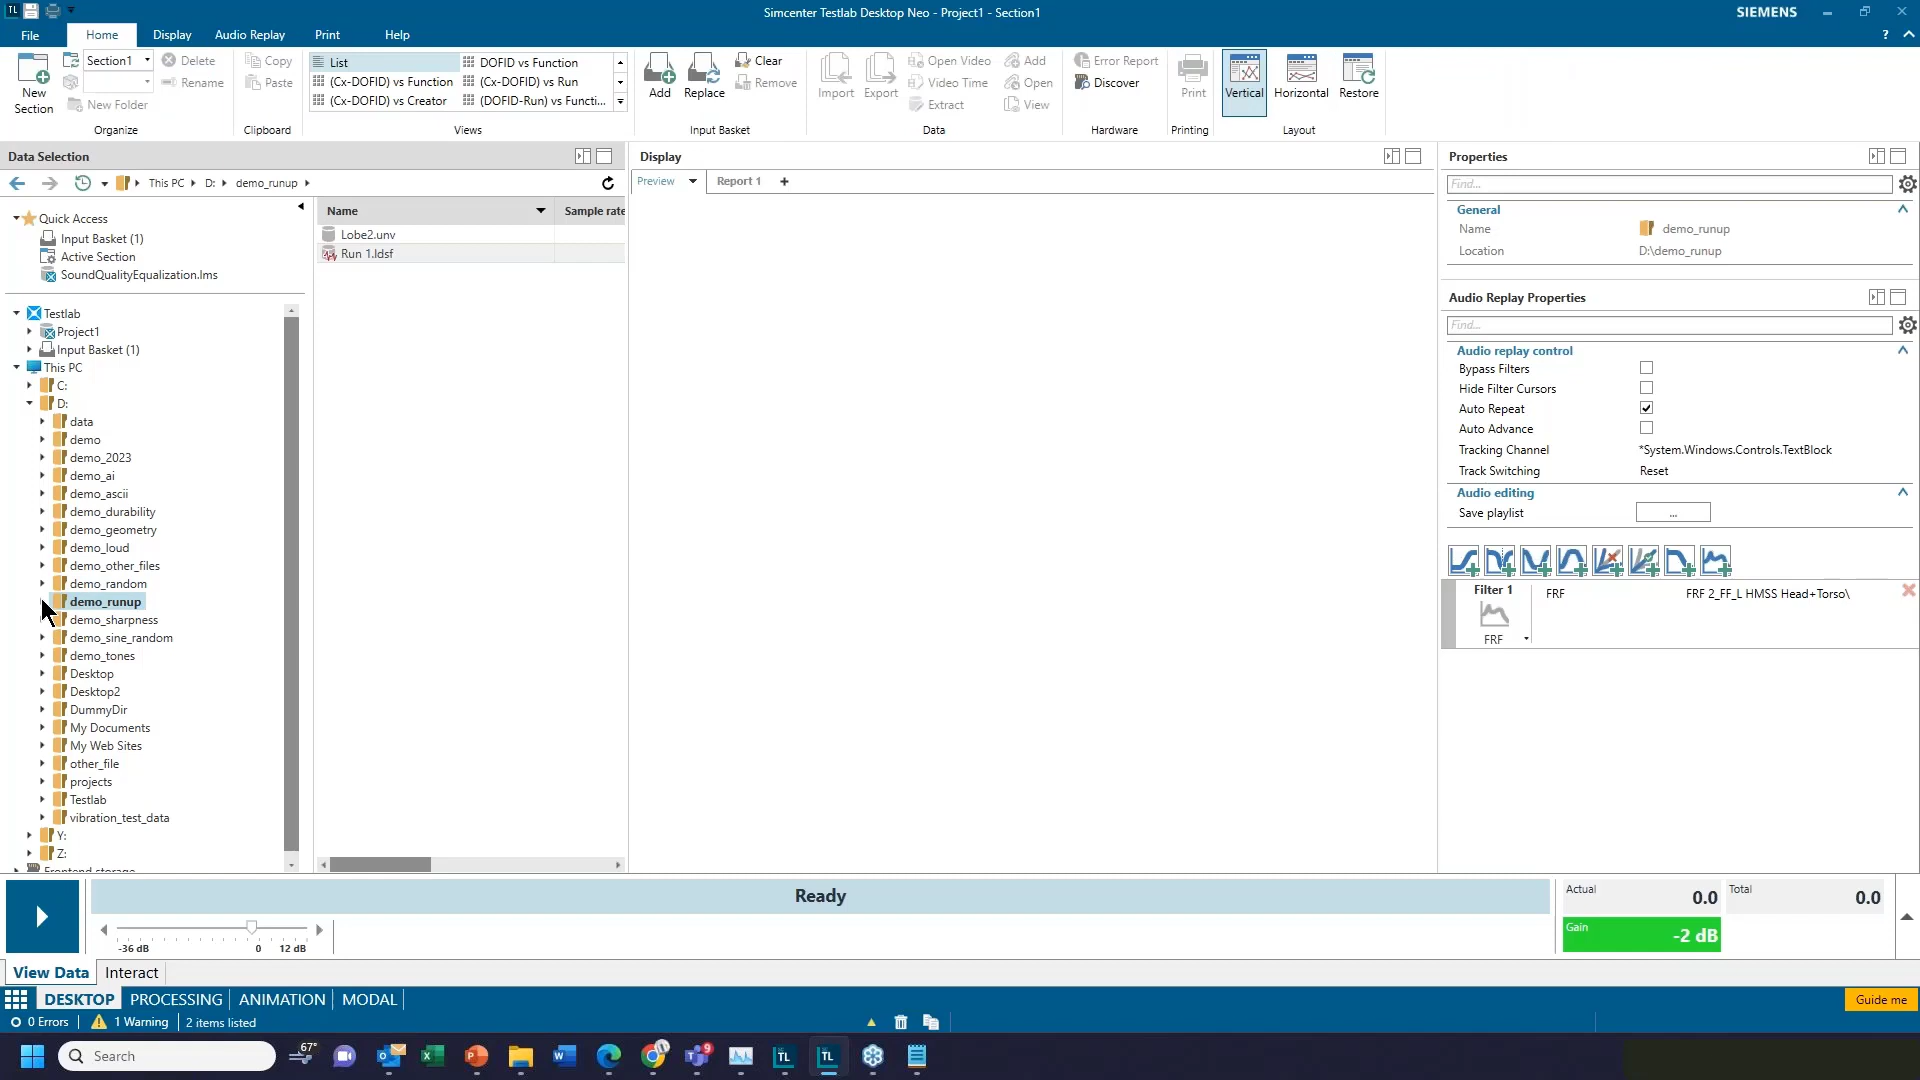 TL
Simcenter Testlab Desktop Neo - Project1 - Section1
SIEMENS
File Home Display Audio Replay Print Help
?
New Section
Section1
Delete
Rename
New Folder
Organize
Copy
Paste
Clipboard
List
DOFID vs Function
(Cx-DOFID) vs Function
(Cx-DOFID) vs Run
(Cx-DOFID) vs Creator
(DOFID-Run) vs Functi...
Views
Add
Replace
Clear
Remove
Input Basket
Import
Export
Open Video
Video Time
Extract
Add
Open
View
Data
Error Report
Discover
Hardware
Print
Printing
Vertical
Horizontal
Restore
Layout
Data Selection
This PC D: demo_runup
Quick Access
Input Basket (1)
Active Section
SoundQualityEqualization.lms
Testlab
Project1
Input Basket (1)
This PC
C:
D:
data
demo
demo_2023
demo_ai
demo_ascii
demo_durability
demo_geometry
demo_loud
demo_other_files
demo_random
demo_runup
demo_sharpness
demo_sine_random
demo_tones
Desktop
Desktop2
DummyDir
My Documents
My Web Sites
other_file
projects
Testlab
vibration_test_data
Y:
Z:
Frontend storage
Name Sample rate
Lobe2.unv
Run 1.ldsf
Display
Preview Report 1 +
Properties
Find...
General
Name demo_runup
Location D:\demo_runup
Audio Replay Properties
Find...
Audio replay control
Bypass Filters
Hide Filter Cursors
Auto Repeat
Auto Advance
Tracking Channel *System.Windows.Controls.TextBlock
Track Switching Reset
Audio editing
Save playlist ...
Filter 1
FRF
FRF FRF 2_FF_L HMSS Head+Torso\
Ready
-36 dB 0 12 dB
Actual 0.0
Total 0.0
Gain -2 dB
View Data Interact
DESKTOP PROCESSING ANIMATION MODAL
Guide me
0 Errors 1 Warning 2 items listed
Search
67°
9
TL
TL